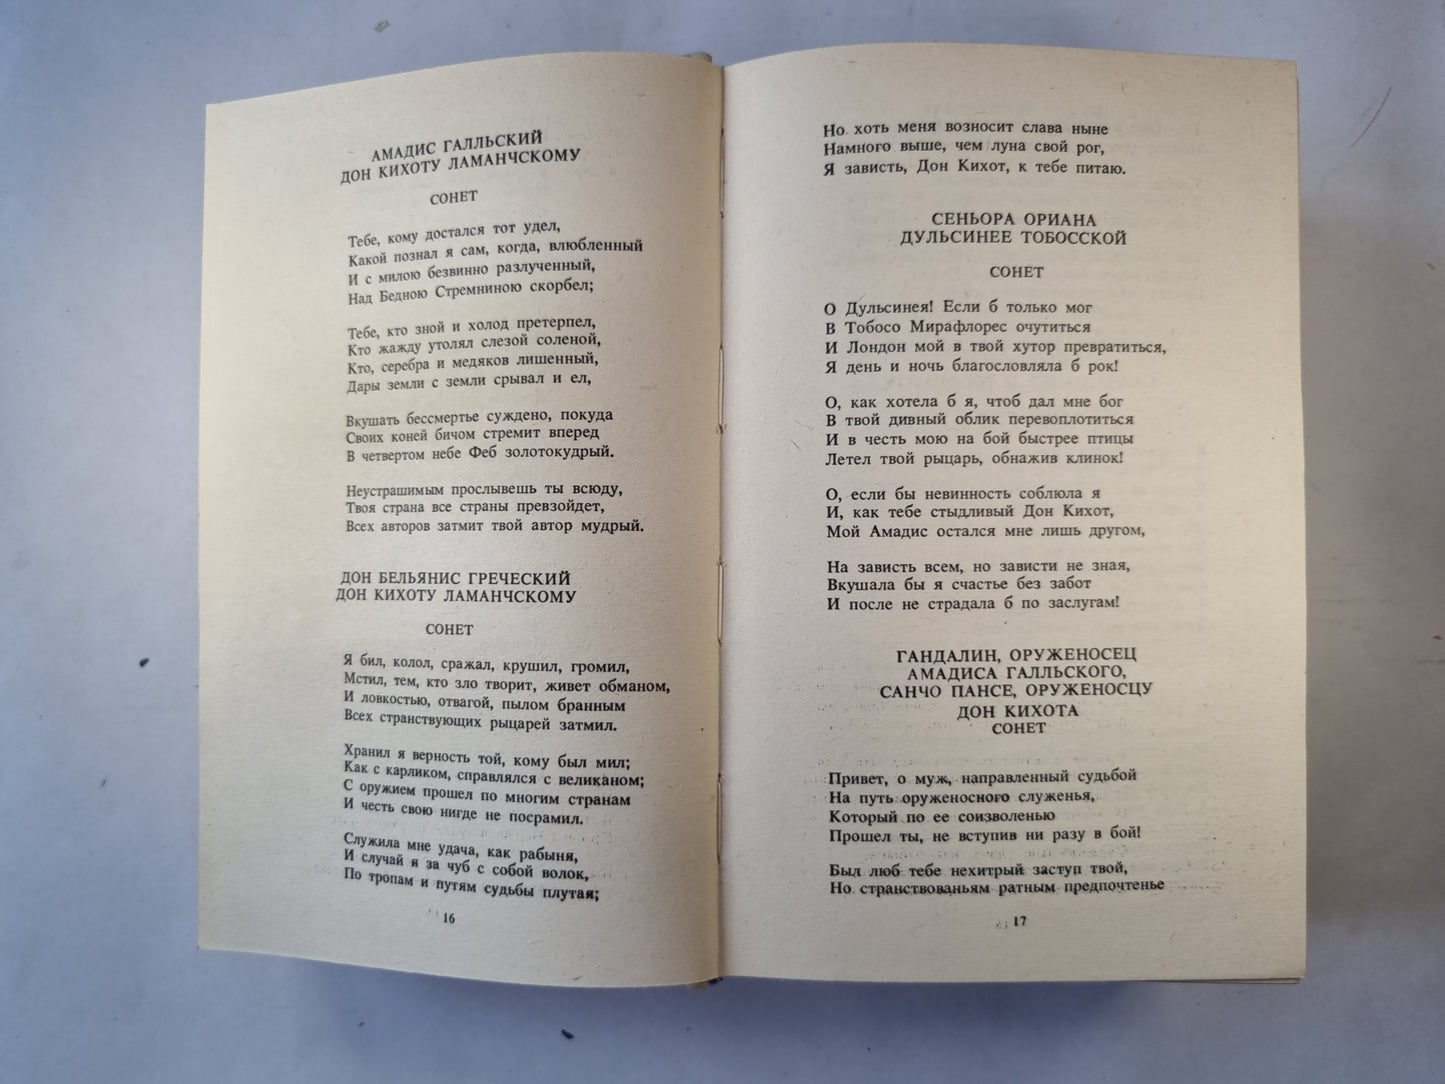 АМАДИС ГАЛЛЬСКИЙ
ДОН КИХОТУ ЛАМАНЧСКОМУ
СОНЕТ
Тебе, кому достался тот удел,
Какой познал я сам, когда, влюбленный
И с милою безвинно разлученный,
Над Бедною Стремниною скорбел;
Тебе, кто зной и холод претерпел,
Кто жажду утолял слезой соленой,
Кто, серебра и медяков лишенный,
Дары земли с земли срывал и ел,
Вкушать бессмертье суждено, покуда
Своих коней бичом стремит вперед
В четвертом небе Феб золотокудрый.
Неустрашимым прослывешь ты всюду,
Твоя страна все страны превзойдет,
Всех авторов затмит твой автор мудрый.
ДОН БЕЛЬЯНИС ГРЕЧЕСКИЙ
ДОН КИХОТУ ЛАМАНЧСКОМУ
СОНЕТ
Я бил, колол, сражал, крушил, громил,
Мстил, тем, кто зло творит, живет обманом,
И ловкостью, отвагой, пылом бранным
Всех странствующих рыцарей затмил.
Хранил я верность той, кому был мил;
Как с карликом, справлялся с великаном;
С оружием прошел по многим странам
И честь свою нигде не посрамил.
Служила мне удача, как рабыня,
И случай я за чуб с собой волок,
По тропам и путям судьбы плутая;
16
Но хоть меня возносит слава ныне
Намного выше, чем луна свой рог,
Я зависть, Дон Кихот, к тебе питаю.
СЕНЬОРА ОРИАНА
ДУЛЬСИНЕЕ ТОБОССКОЙ
СОНЕТ
О Дульсинея! Если б только мог
В Тобосо Мирафлорес очутиться
И Лондон мой в твой хутор превратиться,
Я день и ночь благословляла б рок!
О, как хотела б я, чтоб дал мне бог
В твой дивный облик перевоплотиться
И в честь мою на бой быстрее птицы
Летел твой рыцарь, обнажив клинок!
О, если бы невинность соблюла я
И, как тебе стыдливый Дон Кихот,
Мой Амадис остался мне лишь другом,
На зависть всем, но зависти не зная,
Вкушала бы я счастье без забот
И после не страдала б по заслугам!
ГАНДАЛИН, ОРУЖЕНОСЕЦ
АМАДИСА ГАЛЛЬСКОГО,
САНЧО ПАНСЕ, ОРУЖЕНОСЦУ
ДОН КИХОТА
СОНЕТ
Привет, о муж, направленный судьбой
На путь оруженосного служенья,
Который по ее соизволенью
Прошел ты, не вступив ни разу в бой!
Был люб тебе нехитрый заступ твой,
Но странствованьям ратным предпочтенье
17